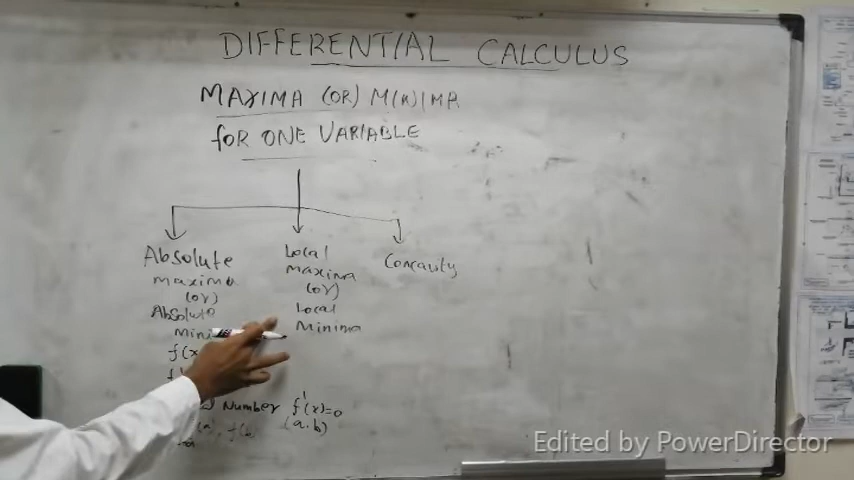 DIFFERENTIAL CALCULUS
MAXIMA (OR) MINIMA
FOR ONE VARIABLE
Absolute
maxima
(or)
Absolute
Mini
f(x
Local
maxima
(or)
Local
Minima
Concavity
Number f'(x)=0
(a.b)
Edited by PowerDirector